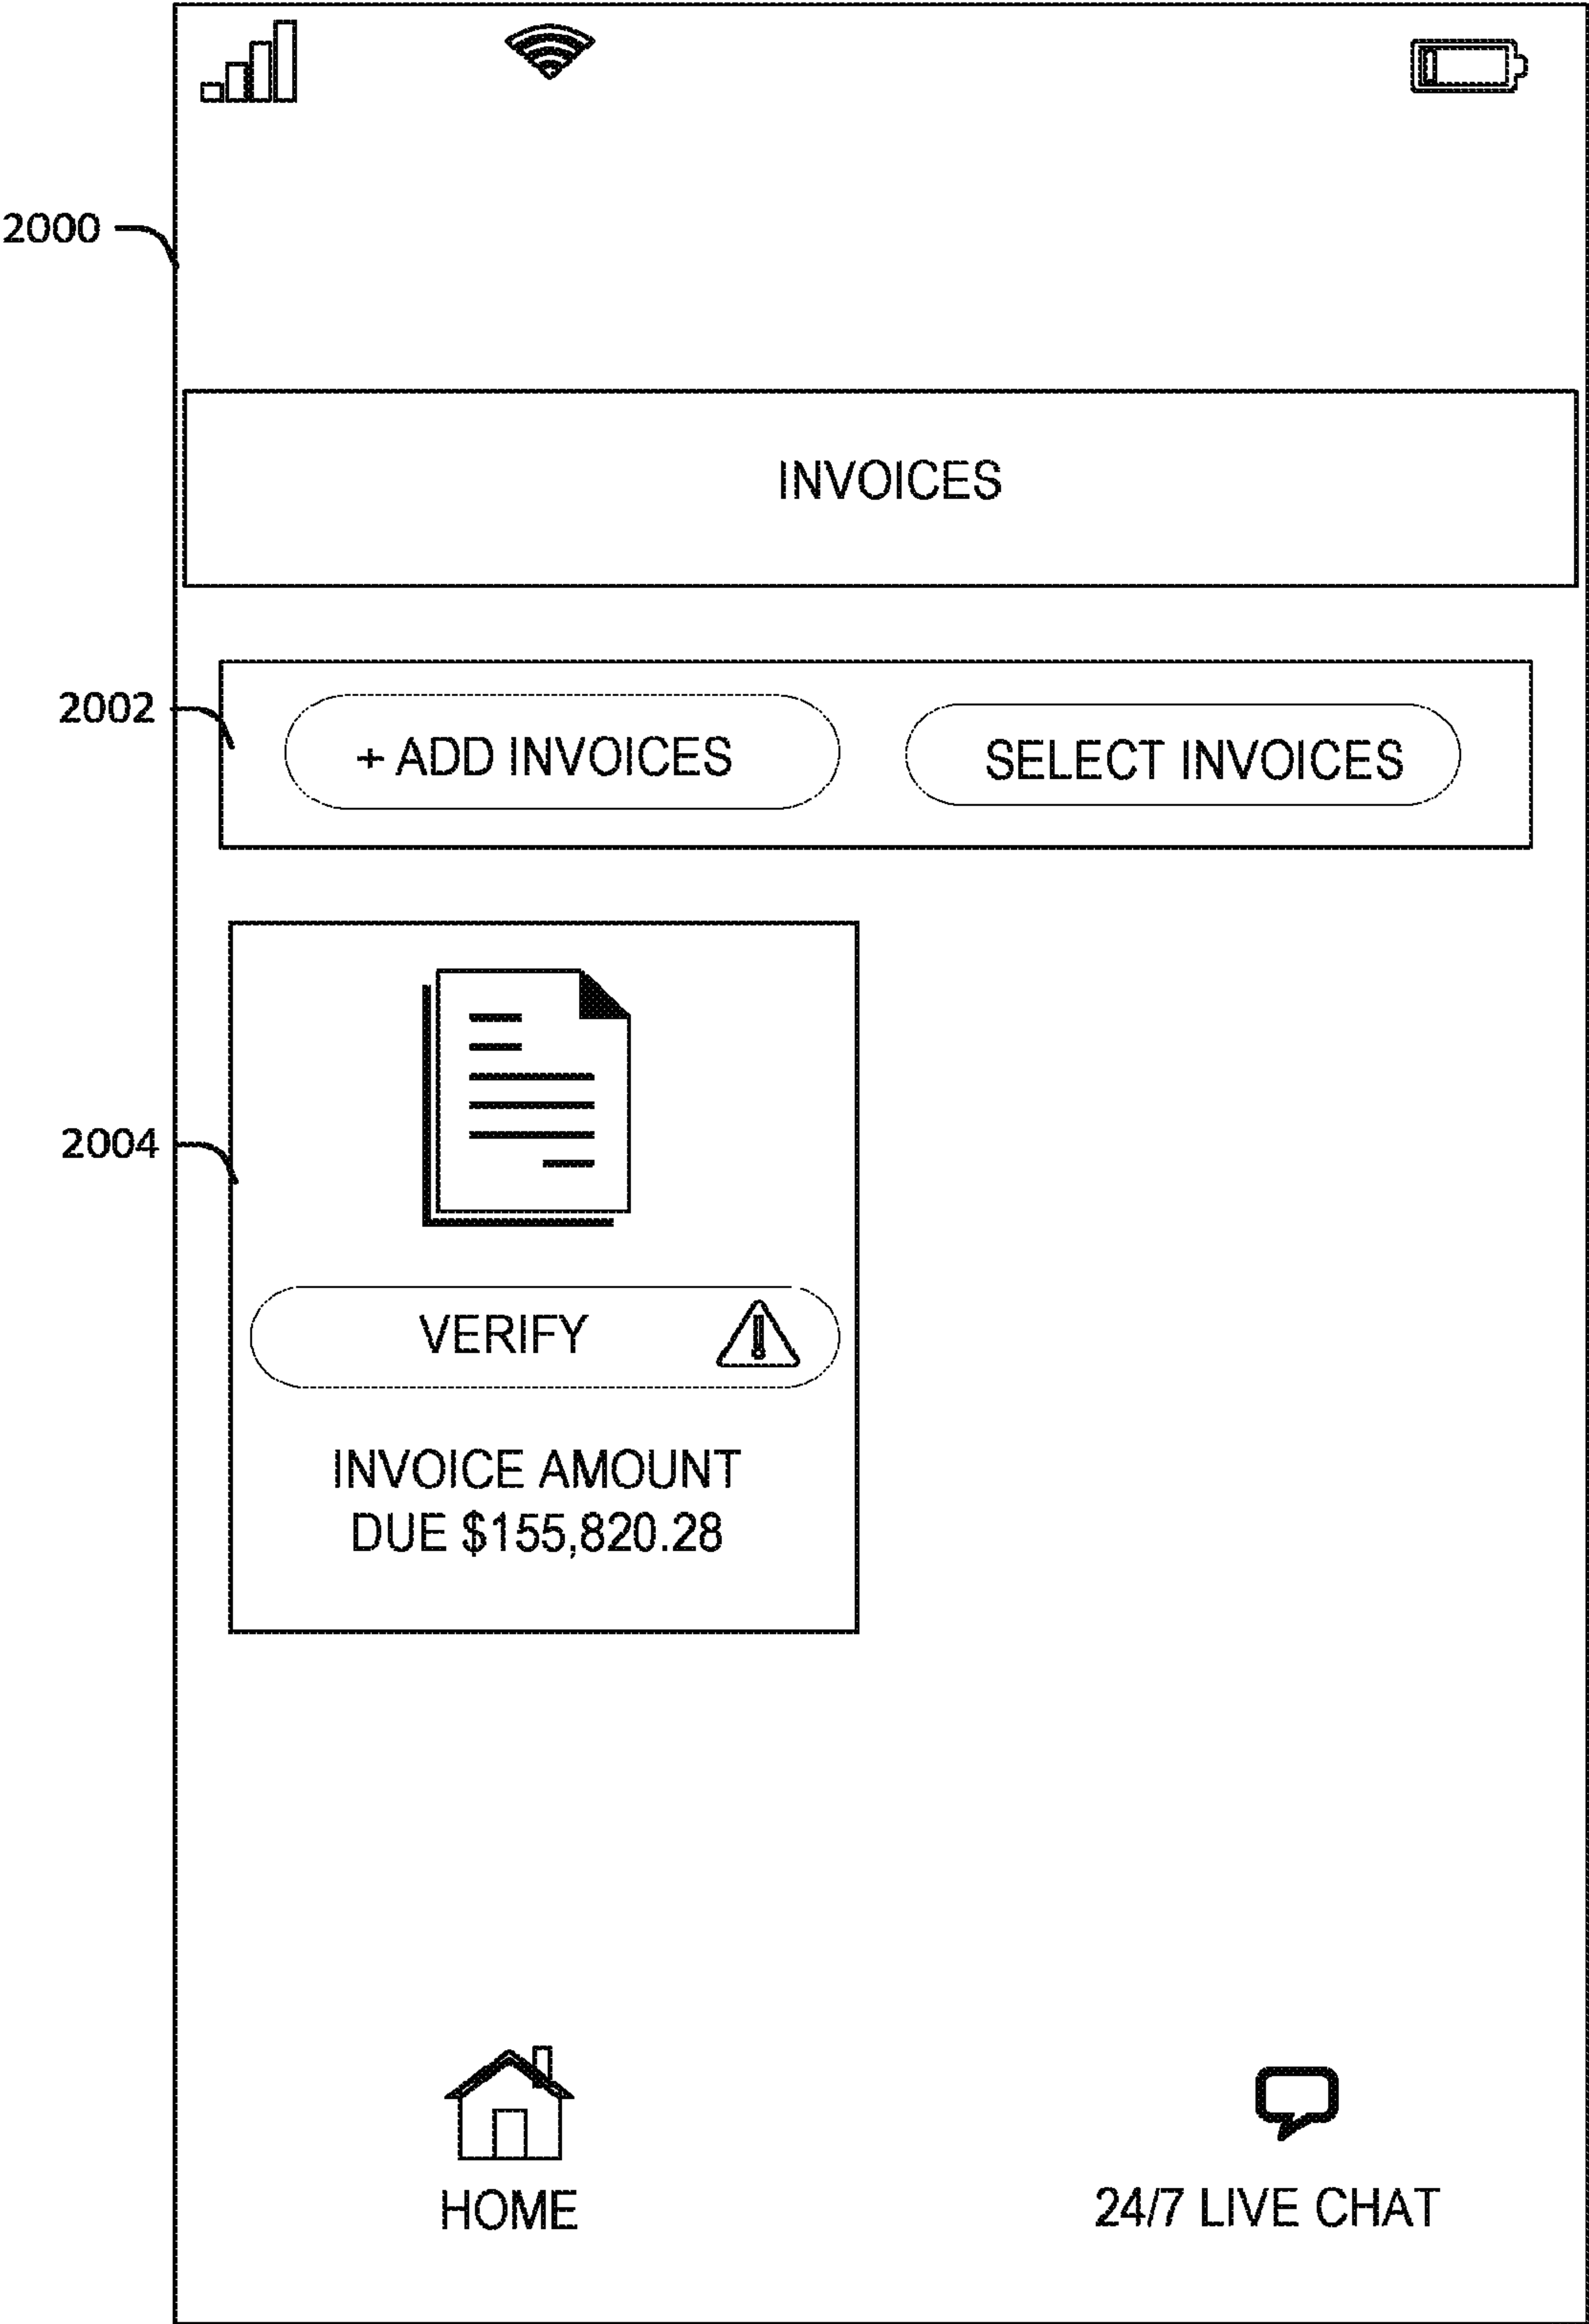 2000
INVOICES
2002
+ ADD INVOICES
SELECT INVOICES
2004
VERIFY
INVOICE AMOUNT
DUE $155,820.28
HOME
24/7 LIVE CHAT